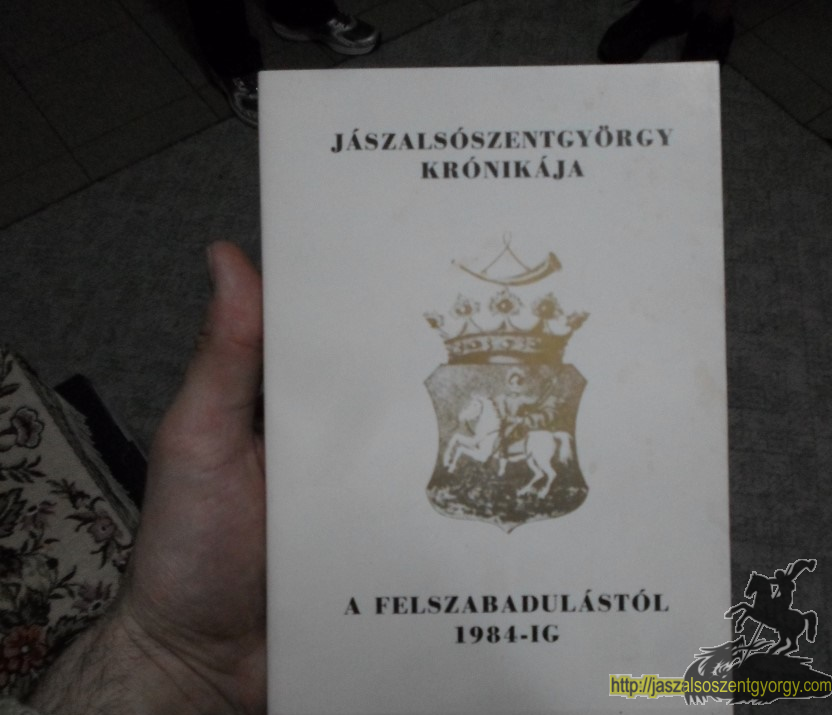 JÁSZALSÓSZENTGYÖRGY
KRÓNIKÁJA
A FELSZABADULÁSTÓL
1984-IG
http://jaszalsoszentgyorgy.com